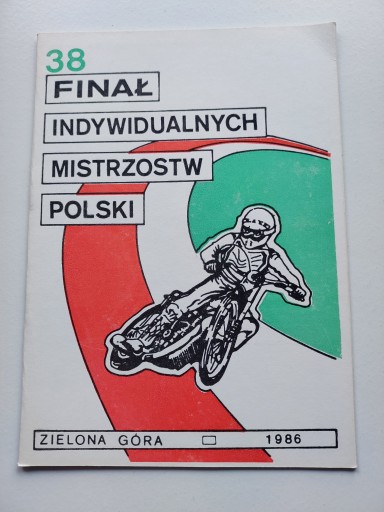 38
FINAŁ
INDYWIDUALNYCH
MISTRZOSTW
POLSKI
ZIELONA GÓRA 1986